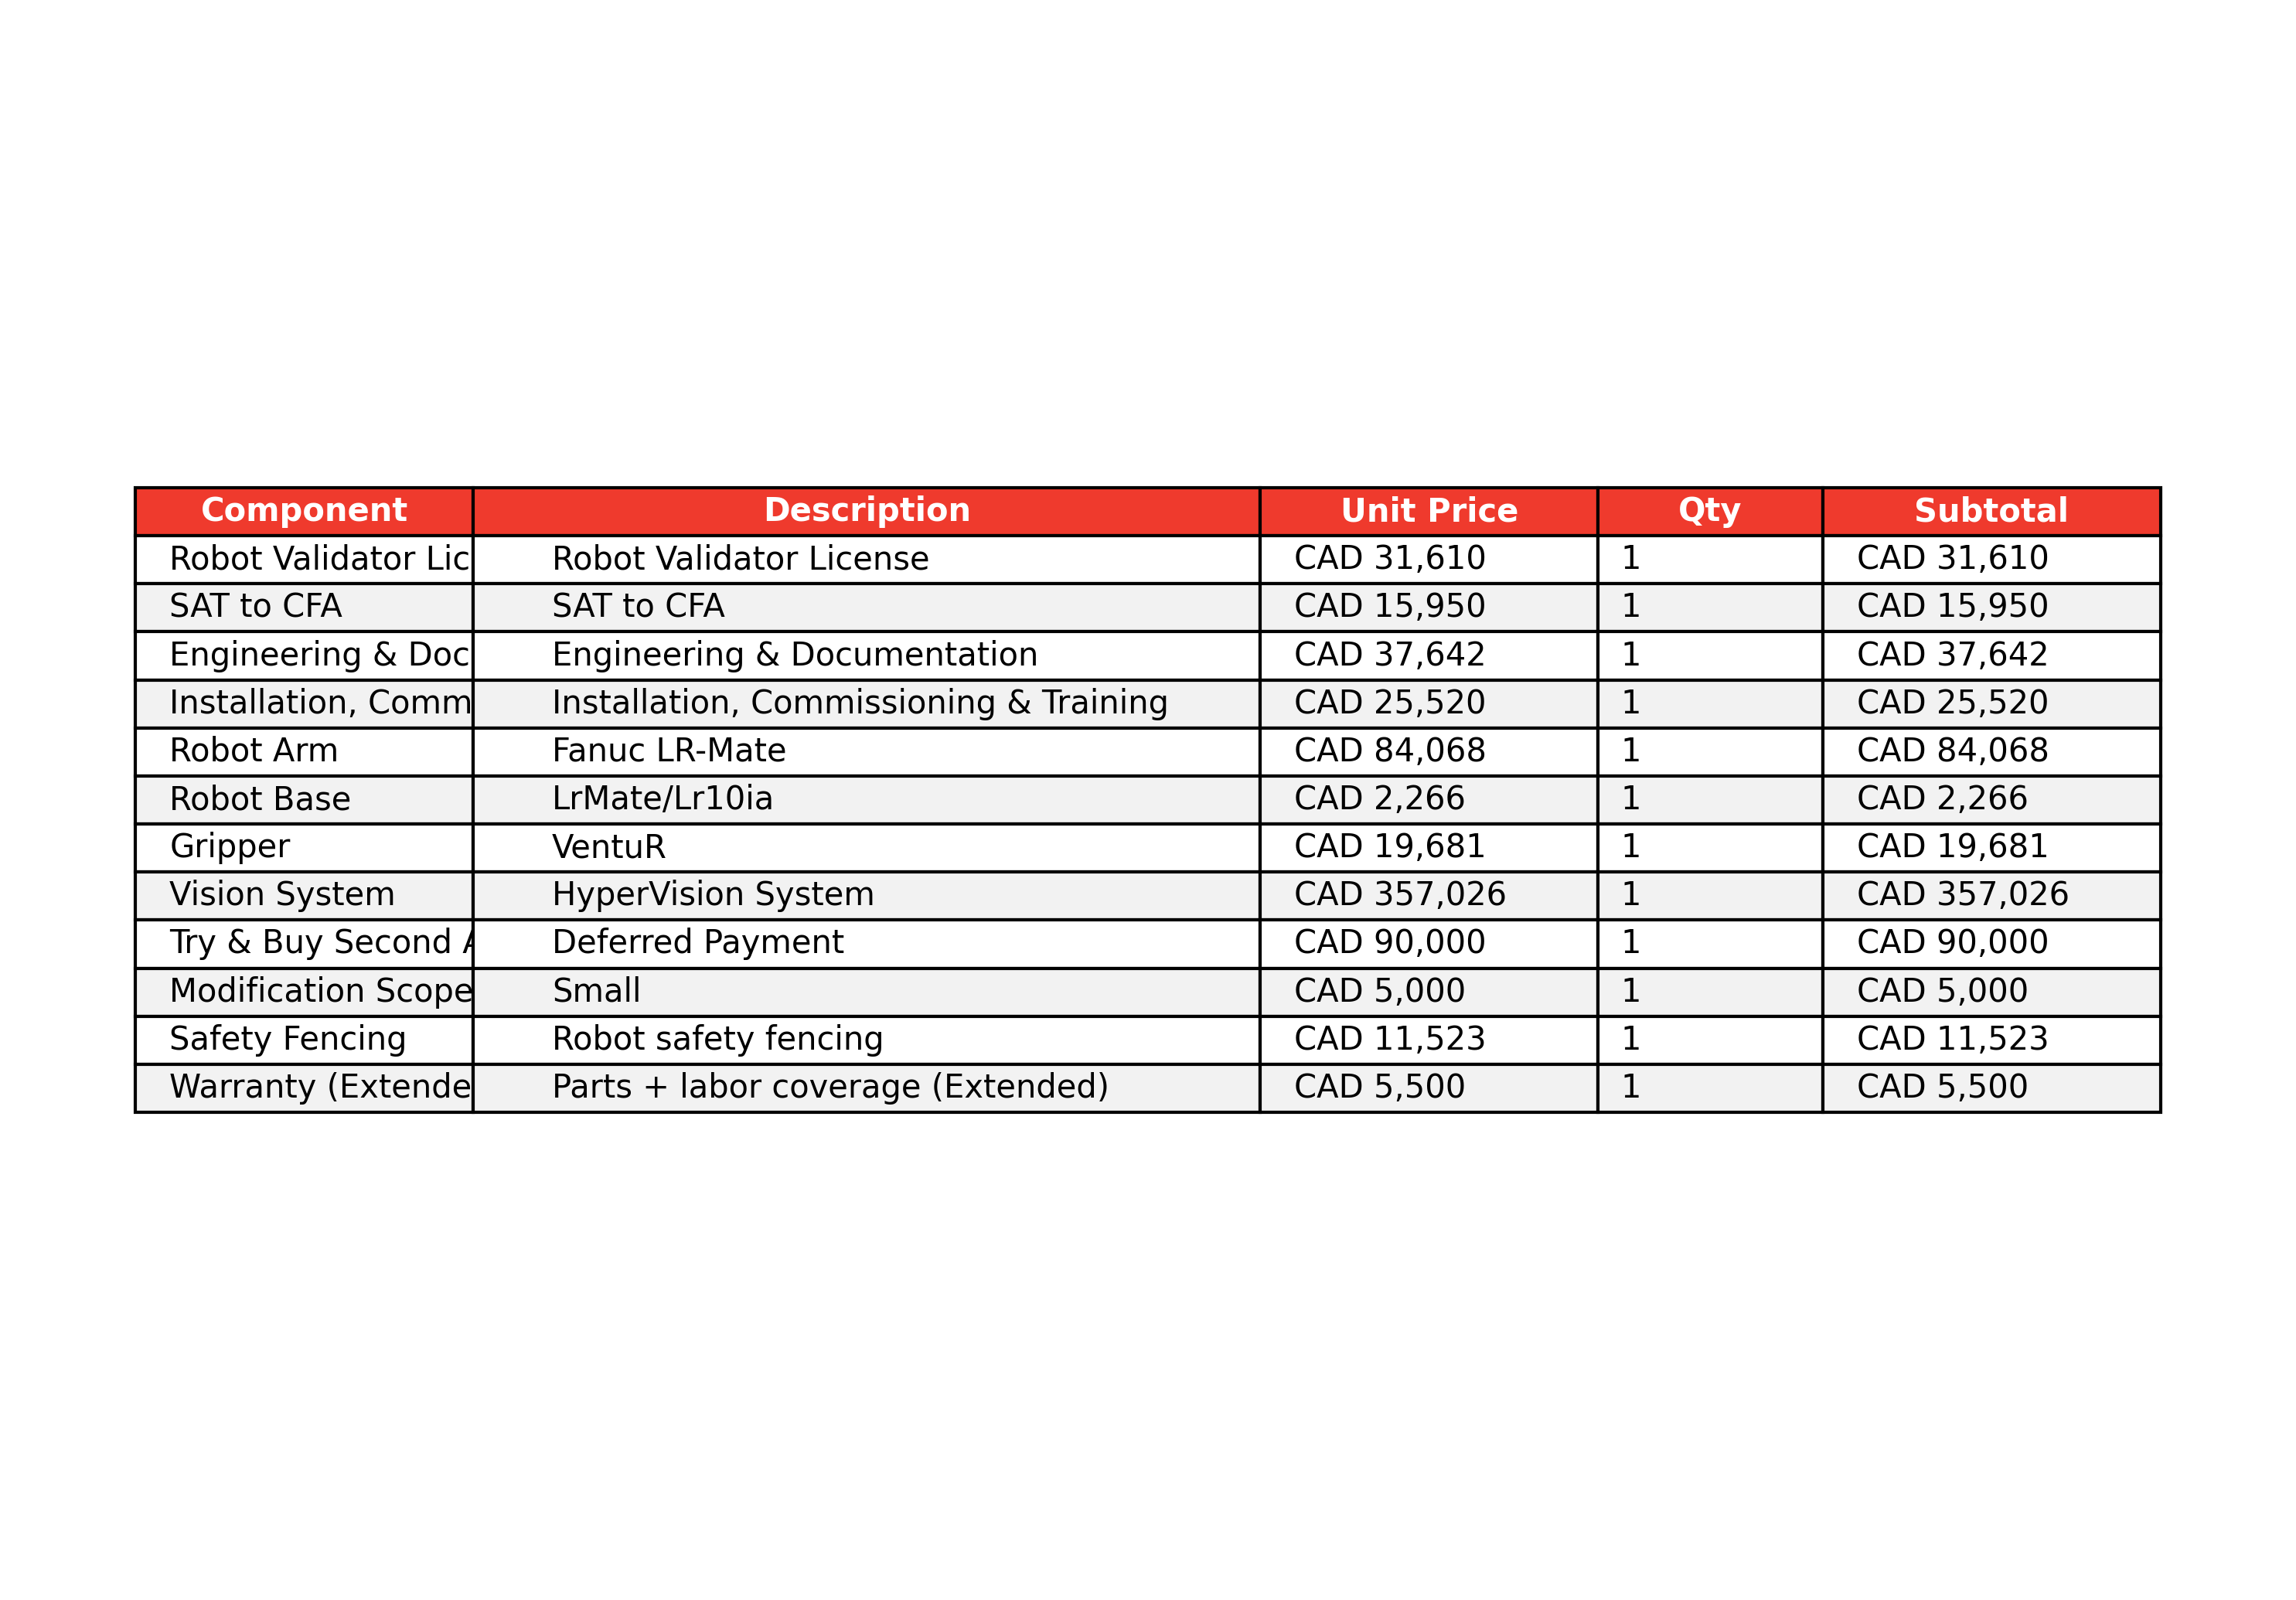 Component Description Unit Price Qty Subtotal
Robot Validator Lic Robot Validator License CAD 31,610 1 CAD 31,610
SAT to CFA SAT to CFA CAD 15,950 1 CAD 15,950
Engineering & Doc Engineering & Documentation CAD 37,642 1 CAD 37,642
Installation, Comm Installation, Commissioning & Training CAD 25,520 1 CAD 25,520
Robot Arm Fanuc LR-Mate CAD 84,068 1 CAD 84,068
Robot Base LrMate/Lr10ia CAD 2,266 1 CAD 2,266
Gripper VentuR CAD 19,681 1 CAD 19,681
Vision System HyperVision System CAD 357,026 1 CAD 357,026
Try & Buy Second Deferred Payment CAD 90,000 1 CAD 90,000
Modification Scope Small CAD 5,000 1 CAD 5,000
Safety Fencing Robot safety fencing CAD 11,523 1 CAD 11,523
Warranty (Extende Parts + labor coverage (Extended) CAD 5,500 1 CAD 5,500